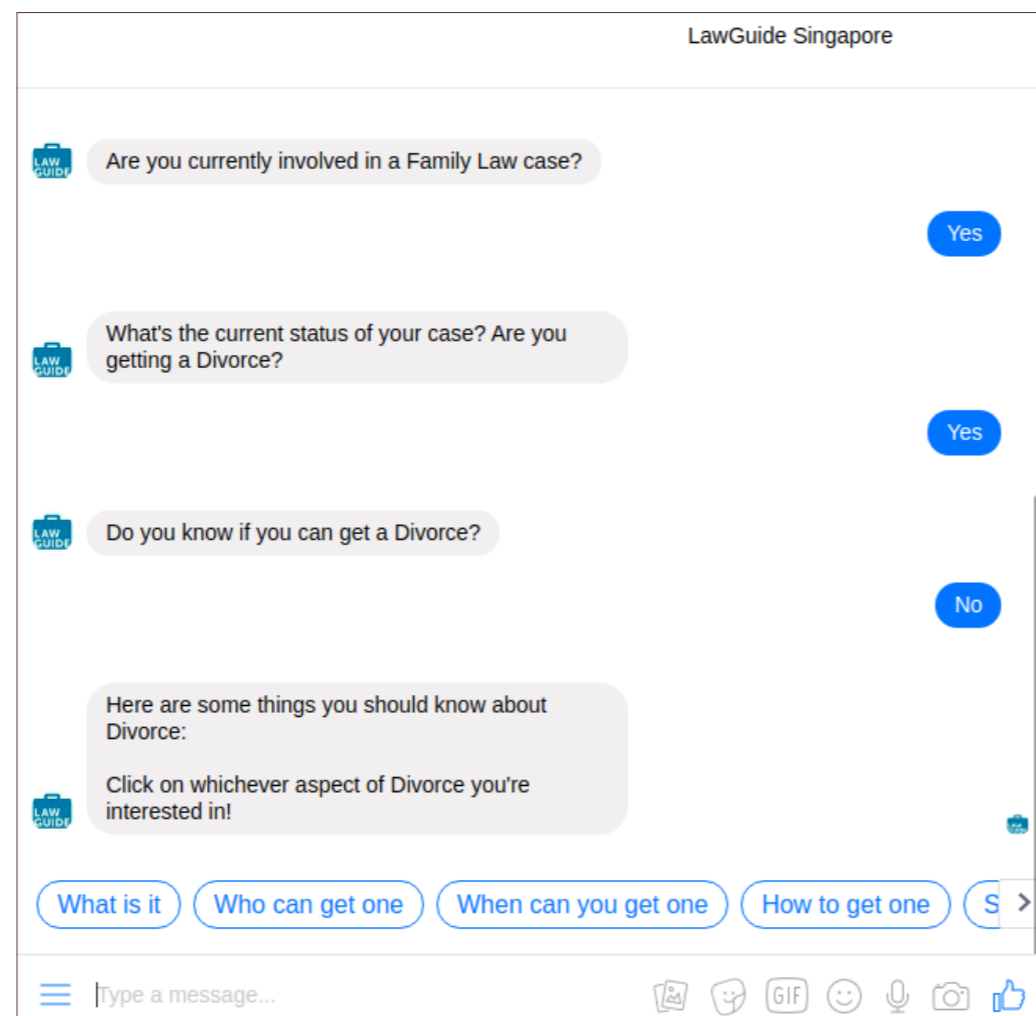 LawGuide Singapore
LAW
GUIDE
Are you currently involved in a Family Law case?
Yes
What's the current status of your case? Are you
getting a Divorce?
LAW
GUIDE
Yes
LAW
GUIDE
Do you know if you can get a Divorce?
No
Here are some things you should know about
Divorce:
Click on whichever aspect of Divorce you're
interested in!
LAW
GUIDE
What is it
Who can get one
When can you get one
How to get one
S
Type a message...
GIF